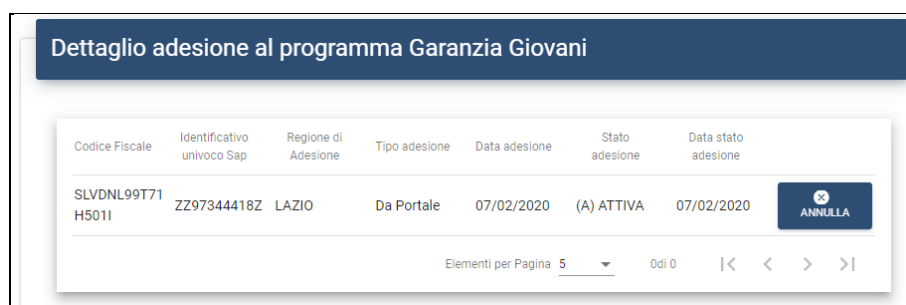 Dettaglio adesione al programma Garanzia Giovani
Codice Fiscale Identificativo univoco Sap Regione di Adesione Tipo adesione Data adesione Stato adesione Data stato adesione
SLVDNL99T71H501I ZZ97344418Z LAZIO Da Portale 07/02/2020 (A) ATTIVA 07/02/2020 ANNULLA
Elementi per Pagina 5 0di 0